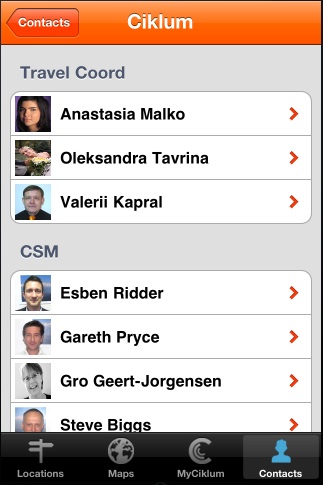 Contacts
Ciklum
Travel Coord
Anastasia Malko
Oleksandra Tavrina
Valerii Kapral
CSM
Esben Ridder
Gareth Pryce
Gro Geert-Jorgensen
Steve Biggs
Locations
Maps
MyCiklum
Contacts